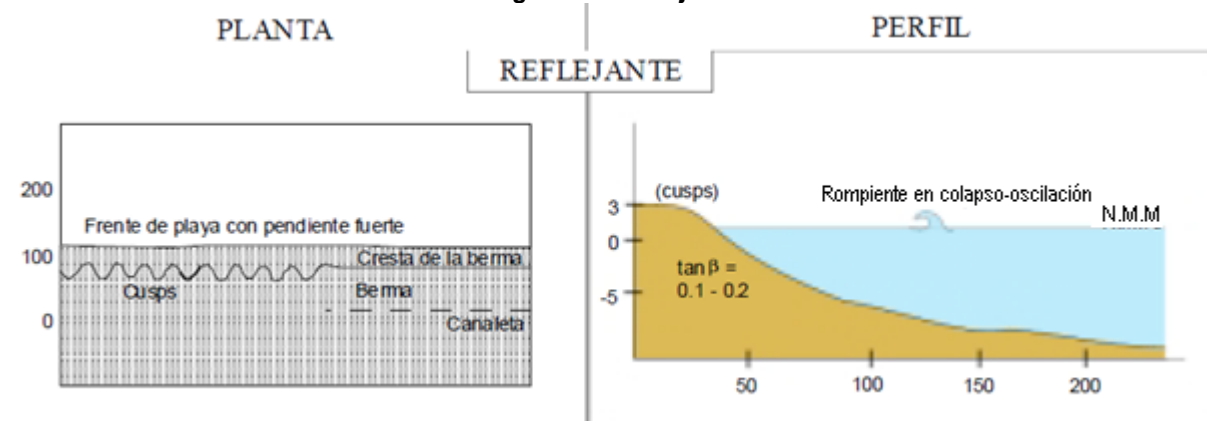 PLANTA
PERFIL
REFLEJANTE
200
100
0
Frente de playa con pendiente fuerte
Cresta de la berma
Cusps
Berma
Canaleta
(cusps)
Rompiente en colapso-oscilación
N.M.M
3
0
-5
tan β =
0.1 - 0.2
50
100
150
200